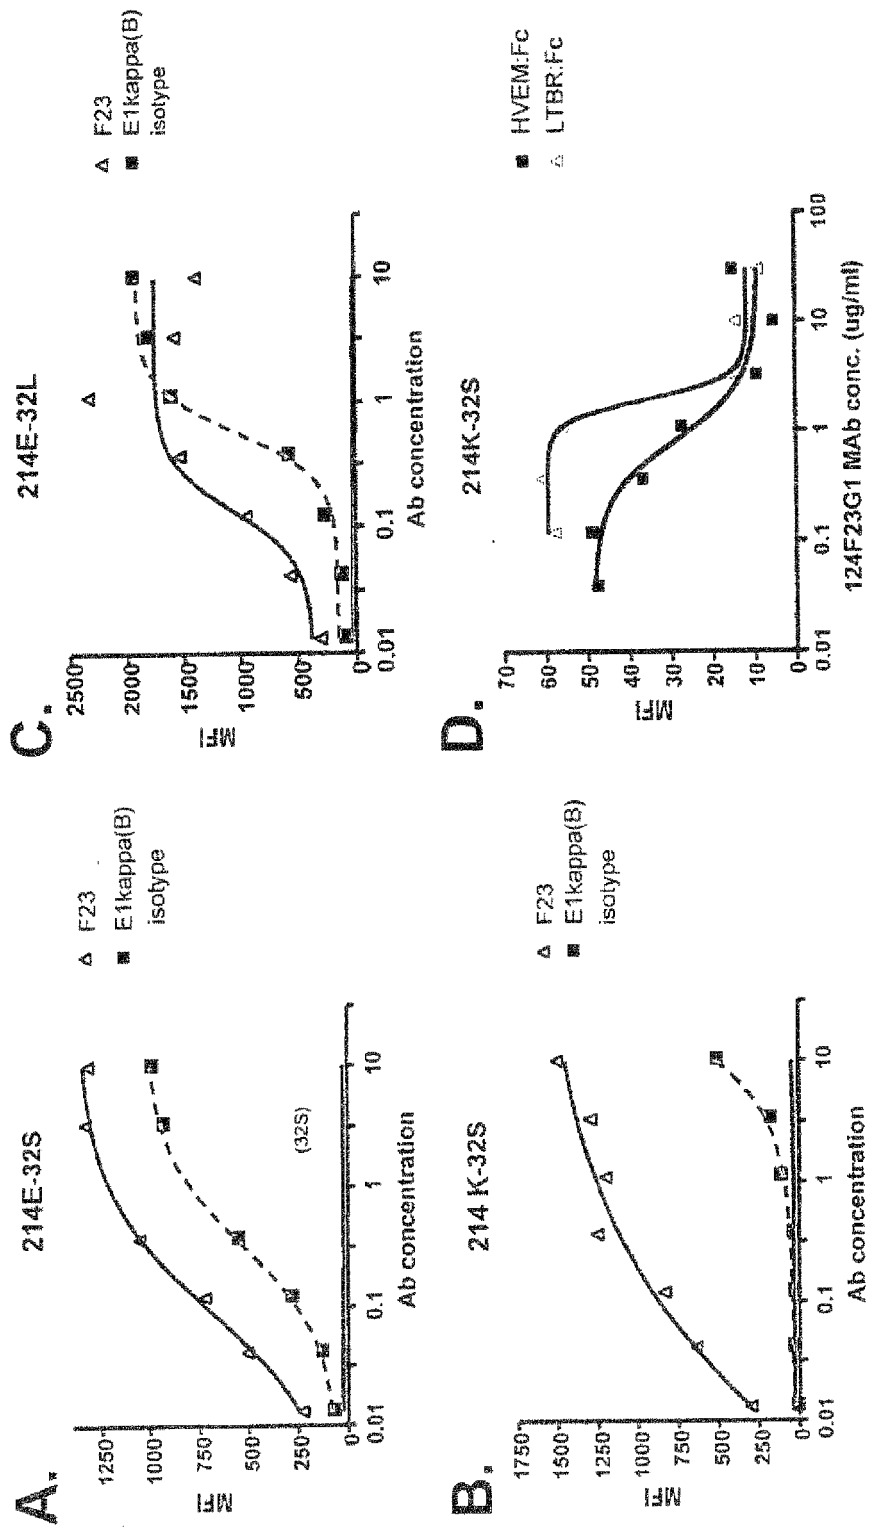 A.
214E-32S
F23
E1kappa(B)
isotype
MFI
1250
1000
750
500
250
0
0.01
0.1
1
10
(32S)
Ab concentration
C.
214E-32L
F23
E1kappa(B)
isotype
MFI
2500
2000
1500
1000
500
0
0.01
0.1
1
10
Ab concentration
B.
214 K-32S
F23
E1kappa(B)
isotype
MFI
1750
1500
1250
1000
750
500
250
0
0.01
0.1
1
10
Ab concentration
D.
214K-32S
HVEM:Fc
LTBR:Fc
MFI
70
60
50
40
30
20
10
0
0.01
0.1
1
10
100
124F23G1 MAb conc. (ug/ml)